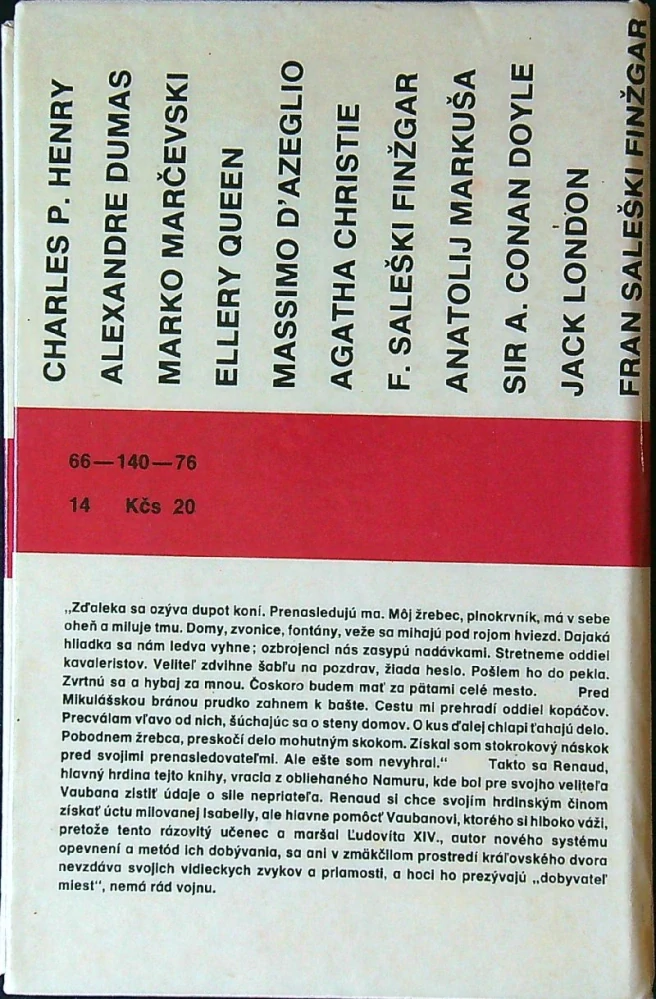 CHARLES P. HENRY
ALEXANDRE DUMAS
MARKO MARČEVSKI
ELLERY QUEEN
MASSIMO D'AZEGLIO
AGATHA CHRISTIE
F. SALEŠKI FINŽGAR
ANATOLIJ MARKUŠA
SIR A. CONAN DOYLE
JACK LONDON
FRAN SALEŠKI FINŽGAR
66—140—76
14 Kčs 20
„Zďaleka sa ozýva dupot koní. Prenasledujú ma. Môj žrebec, plnokrvník, má v sebe
oheň a miluje tmu. Domy, zvonice, fontány, veže sa mihajú pod rojom hviezd. Dajaká
hliadka sa nám ledva vyhne; ozbrojenci nás zasypú nadávkami. Stretneme oddiel
kavaleristov. Veliteľ zdvihne šabľu na pozdrav, žiada heslo. Pošlem ho do pekla.
Zvrtnú sa a hybaj za mnou. Čoskoro budem mať za pätami celé mesto. Pred
Mikulášskou bránou prudko zahnem k bašte. Cestu mi prehradí oddiel kopáčov.
Precválam vľavo od nich, šúchajúc sa o steny domov. O kus ďalej chlapi ťahajú delo.
Pobodnem žrebca, preskočí delo mohutným skokom. Získal som stokrokový náskok
pred svojimi prenasledovateľmi. Ale ešte som nevyhral." Takto sa Renaud,
hlavný hrdina tejto knihy, vracia z obliehaného Namuru, kde bol pre svojho veliteľa
Vaubana zistiť údaje o sile nepriateľa. Renaud si chce svojím hrdinským činom
získať úctu milovanej Isabelly, ale hlavne pomôcť Vaubanovi, ktorého si hlboko váži,
pretože tento rázovitý učenec a maršal Ľudovíta XIV., autor nového systému
opevnení a metód ich dobývania, sa ani v zmäkčilom prostredí kráľovského dvora
nevzdáva svojich vidieckych zvykov a priamosti, a hoci ho prezývajú „dobyvateľ
miest", nemá rád vojnu.